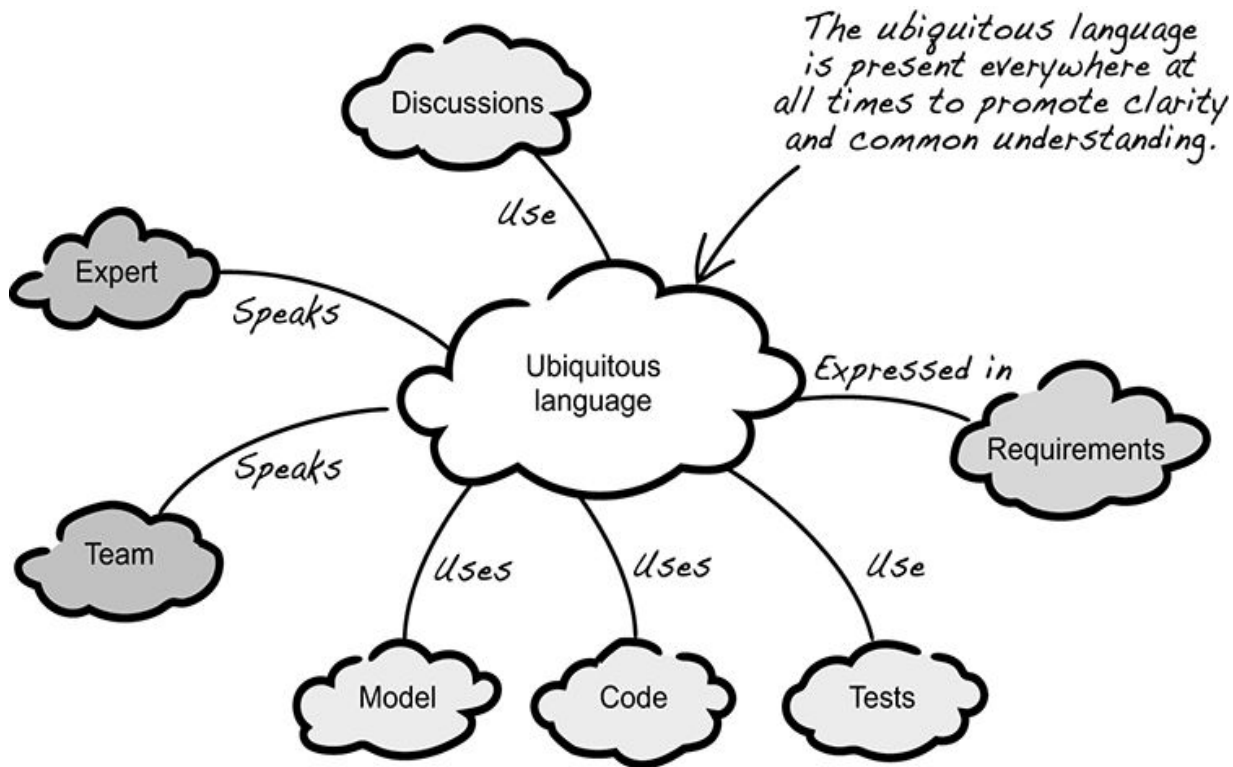 The ubiquitous language
is present everywhere at
all times to promote clarity
and common understanding.
Discussions
Use
Expert
Speaks
Ubiquitous
language
Expressed in
Requirements
Speaks
Team
Uses
Uses
Use
Model
Code
Tests